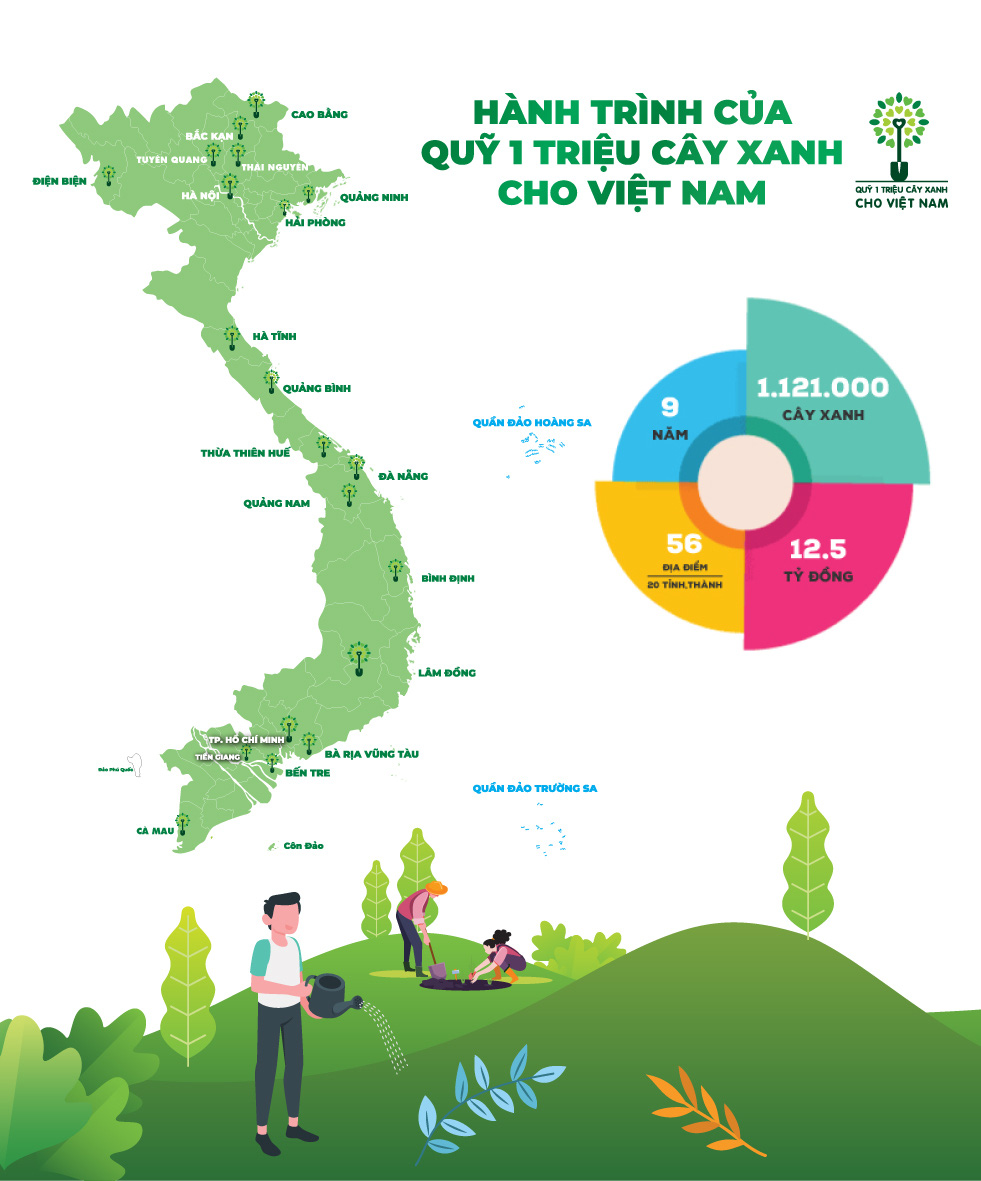 HÀNH TRÌNH CỦA
QUỸ 1 TRIỆU CÂY XANH
CHO VIỆT NAM
QUỸ 1 TRIỆU CÂY XANH
CHO VIỆT NAM
CAO BẰNG
BẮC KẠN
TUYÊN QUANG
THÁI NGUYÊN
ĐIỆN BIỆN
HÀ NỘI
QUẢNG NINH
HẢI PHÒNG
HÀ TĨNH
QUẢNG BÌNH
THỪA THIÊN HUẾ
ĐÀ NẴNG
QUẢNG NAM
BÌNH ĐỊNH
LÂM ĐỒNG
TP. HỒ CHÍ MINH
TIỀN GIANG
BÀ RỊA VŨNG TÀU
BẾN TRE
Đảo Phú Quốc
CÀ MAU
Côn Đảo
QUẦN ĐẢO HOÀNG SA
QUẦN ĐẢO TRƯỜNG SA
9
NĂM
1.121.000
CÂY XANH
56
ĐỊA ĐIỂM
20 TỈNH,THÀNH
12.5
TỶ ĐỒNG